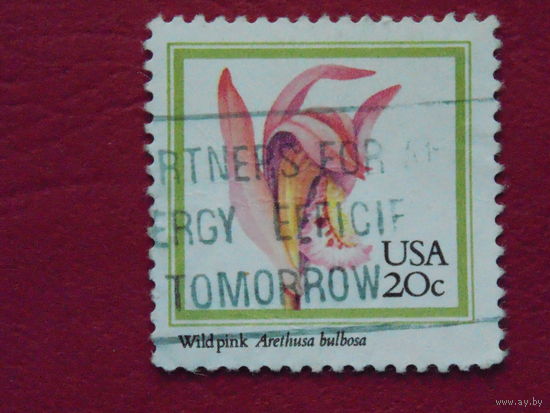 RTNERS FOR
ERGY EFFICIE
TOMORROW
USA
20c
Wild pink Arethusa bulbosa
www.ay.by